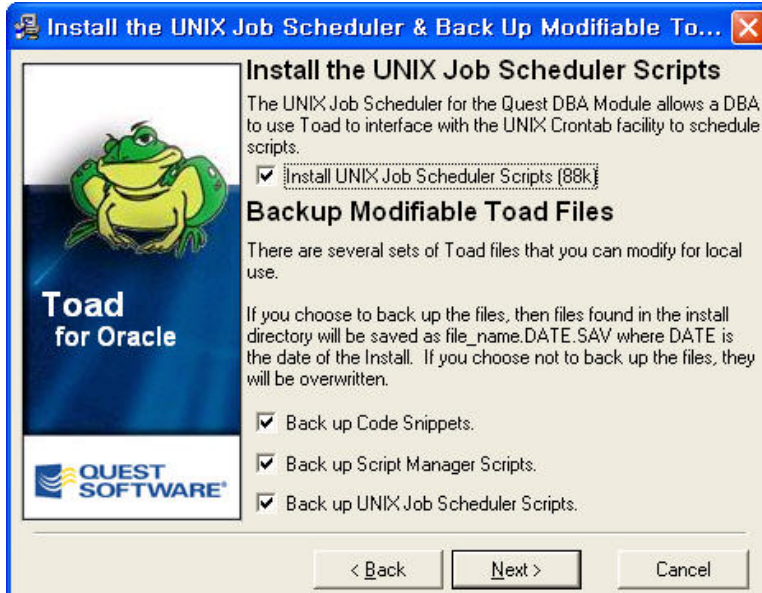 Install the UNIX Job Scheduler & Back Up Modifiable To...
Install the UNIX Job Scheduler Scripts
The UNIX Job Scheduler for the Quest DBA Module allows a DBA
to use Toad to interface with the UNIX Crontab facility to schedule
scripts.
Install UNIX Job Scheduler Scripts (88k)
Backup Modifiable Toad Files
There are several sets of Toad files that you can modify for local
use.
If you choose to back up the files, then files found in the install
directory will be saved as file_name.DATE.SAV where DATE is
the date of the Install. If you choose not to back up the files, they
will be overwritten.
Back up Code Snippets.
Back up Script Manager Scripts.
Back up UNIX Job Scheduler Scripts.
Toad
for Oracle
QUEST
SOFTWARE®
< Back
Next >
Cancel